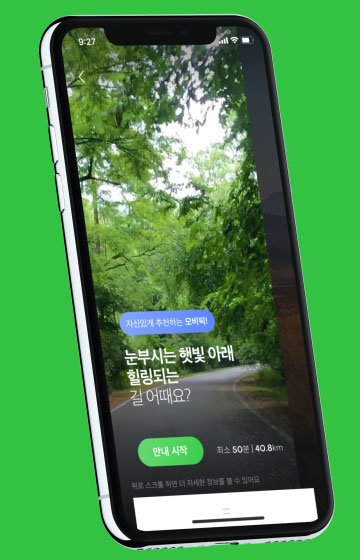 9:27
자신있게 추천하는 모비픽!
눈부시는 햇빛 아래
힐링되는
길 어때요?
안내 시작
최소 50분 | 40.8km
위로 스크롤 하면 더 자세한 정보를 볼 수 있어요